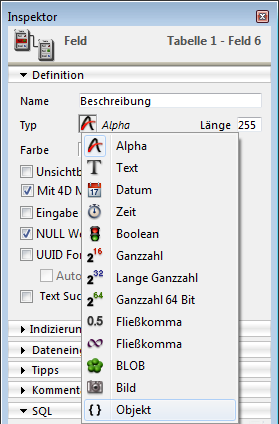 Inspektor
Feld Tabelle 1 - Feld 6
Definition
Name Beschreibung
Typ Alpha Länge 255
Farbe
Alpha
Text
17 Datum
Zeit
Boolean
2^16 Ganzzahl
2^32 Lange Ganzzahl
2^64 Ganzzahl 64 Bit
0.5 Fließkomma
∞ Fließkomma
BLOB
Bild
{} Objekt
Unsichtb
Mit 4D
Eingabe
NULL We
UUID For
Auto
Text Suc
Indizierun
Dateneing
Tipps
Kommenta
SQL